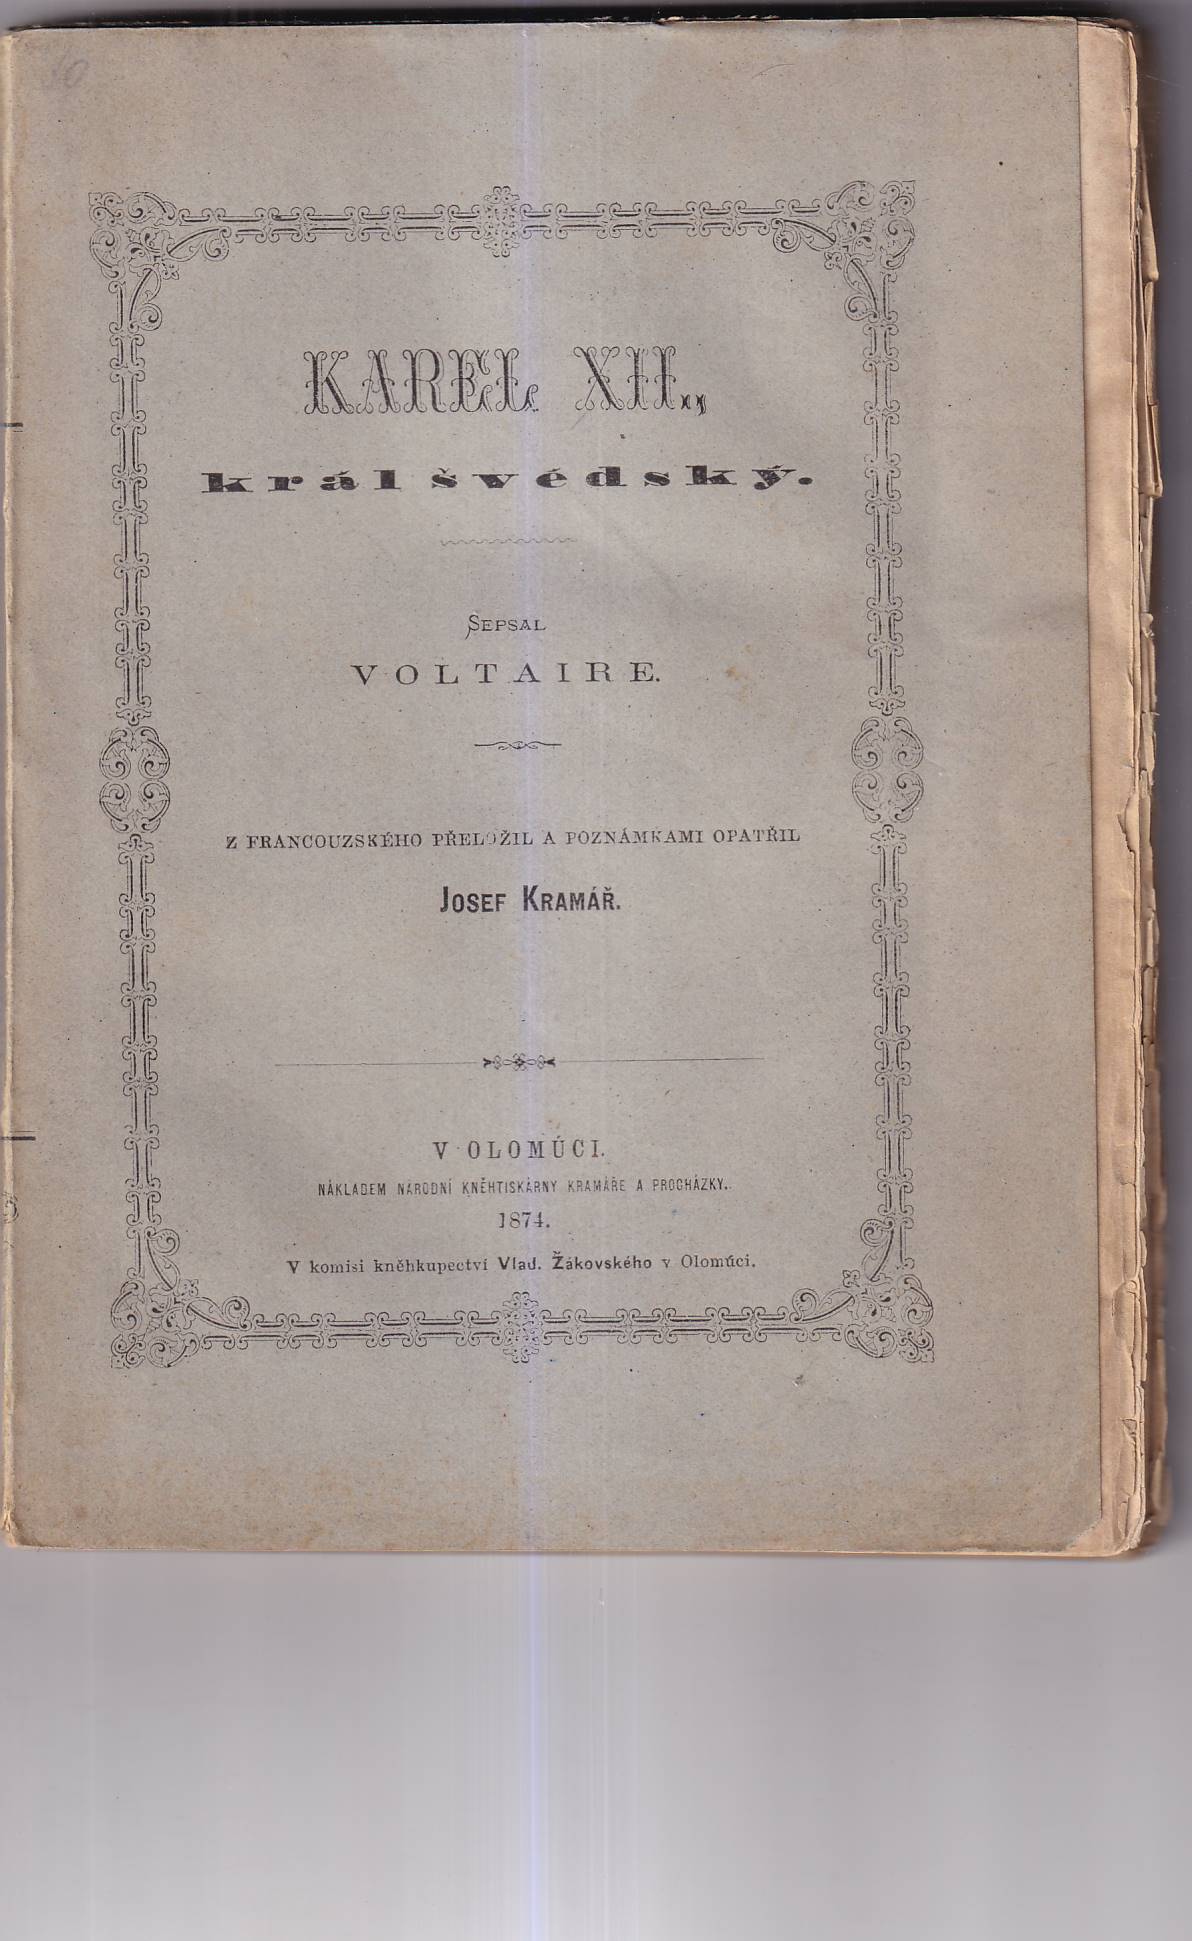 KAREL XII.,
král švédský.
SEPSAL
VOLTAIRE.
Z FRANCOUZSKÉHO PŘELOŽIL A POZNÁMKAMI OPATŘIL
JOSEF KRAMÁŘ.
V OLOMÚCI.
NÁKLADEM NÁRODNÍ KNĚHTISKÁRNY KRAMÁŘE A PROCHÁZKY.
1874.
V komisi kněhkupectví Vlad. Žákovského v Olomúci.